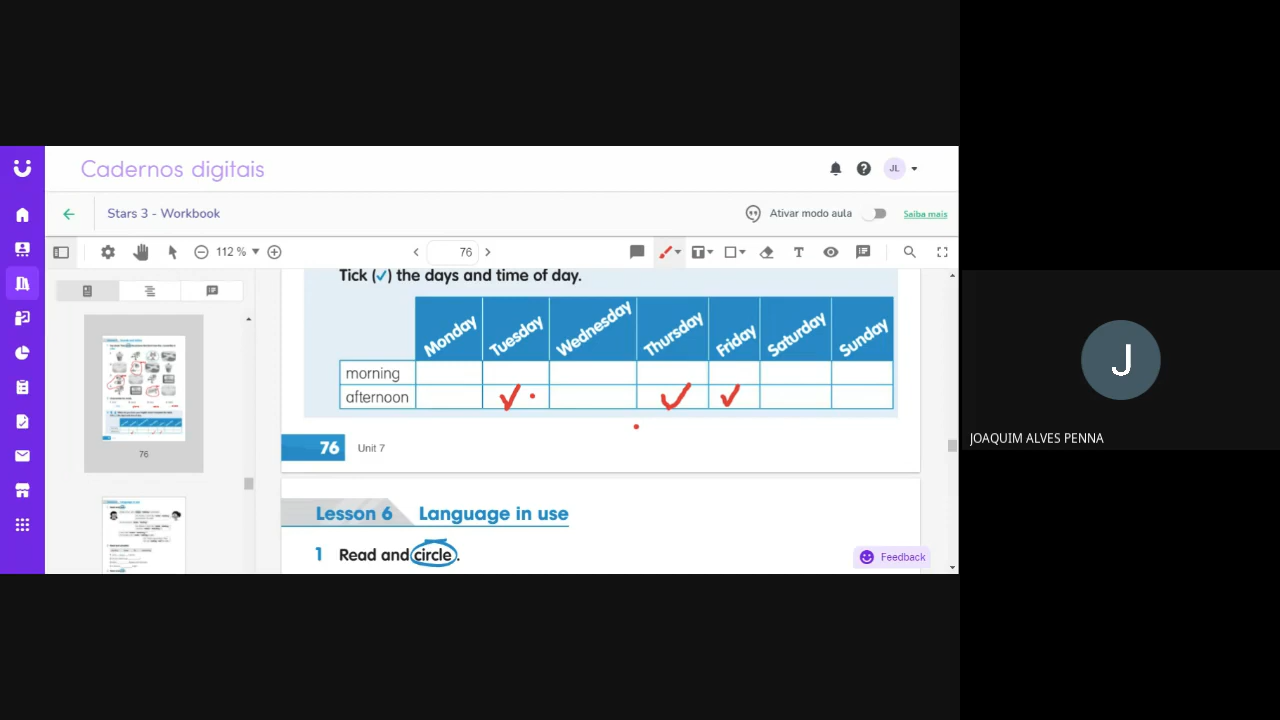 Cadernos digitais
JL
Stars 3 - Workbook
Ativar modo aula
Saiba mais
112 %
76
Tick (✓) the days and time of day.
Monday Tuesday Wednesday Thursday Friday Saturday Sunday
morning
afternoon
76 Unit 7
76
Lesson 6 Language in use
1 Read and circle.
Feedback
J
JOAQUIM ALVES PENNA